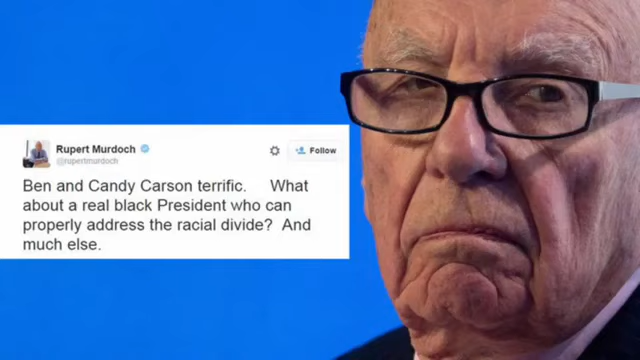 Rupert Murdoch
@rupertmurdoch
Follow
Ben and Candy Carson terrific. What
about a real black President who can
properly address the racial divide? And
much else.